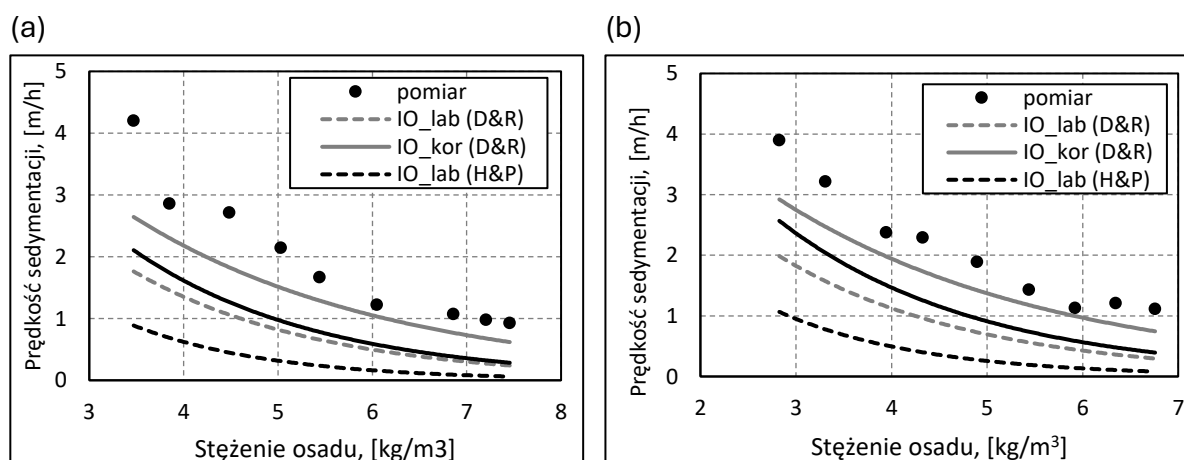 (a)
Prędkość sedymentacji, [m/h]
5
4
3
2
1
0
pomiar
IO_lab (D&R)
IO_kor (D&R)
IO_lab (H&P)
3 4 5 6 7 8
Stężenie osadu, [kg/m3]
(b)
Prędkość sedymentacji, [m/h]
5
4
3
2
1
0
pomiar
IO_lab (D&R)
IO_kor (D&R)
IO_lab (H&P)
2 3 4 5 6 7
Stężenie osadu, [kg/m³]